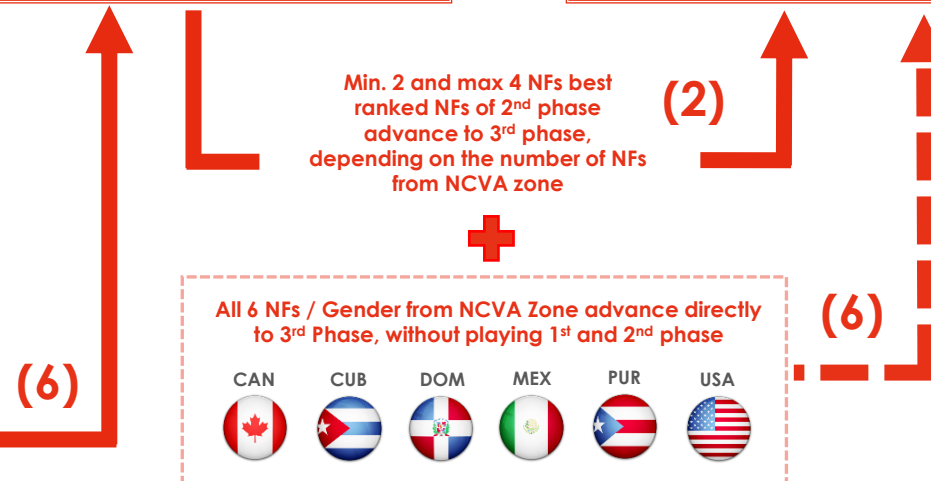 Min. 2 and max 4 NFs best
ranked NFs of 2nd phase
advance to 3rd phase,
depending on the number of NFs
from NCVA zone
(2)
All 6 NFs / Gender from NCVA Zone advance directly
to 3rd Phase, without playing 1st and 2nd phase
(6)
(6)
CAN CUB DOM MEX PUR USA